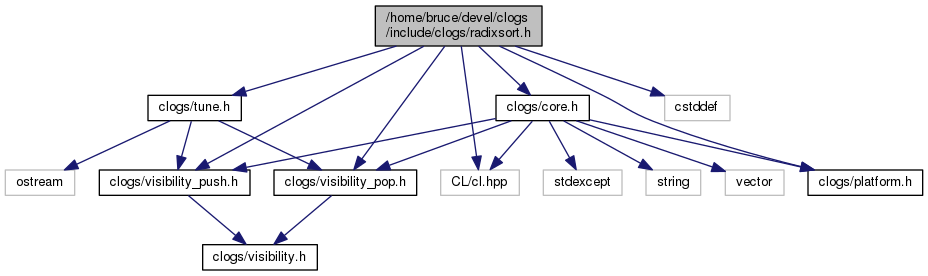 /home/bruce/devel/clogs
/include/clogs/radixsort.h
clogs/tune.h
clogs/core.h
cstddef
ostream
clogs/visibility_push.h
clogs/visibility_pop.h
CL/cl.hpp
stdexcept
string
vector
clogs/platform.h
clogs/visibility.h